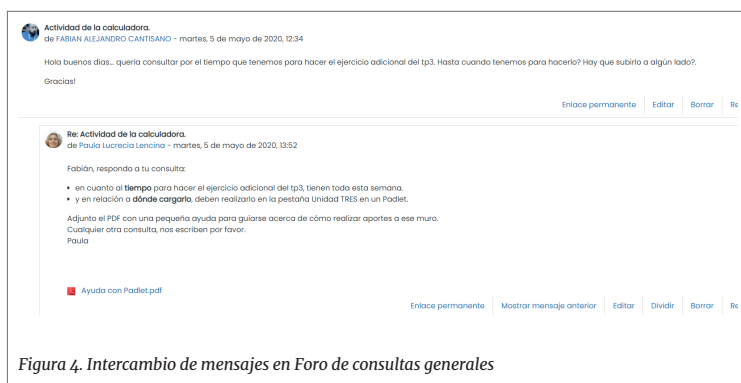 Actividad de la calculadora.
de FABIAN ALEJANDRO CANTISANO - martes, 5 de mayo de 2020, 12:34
Hola buenos días... quería consultar por el tiempo que tenemos para hacer el ejercicio adicional del tp3. Hasta cuando tenemos para hacerlo? Hay que subirlo a algún lado?.
Gracias!
Enlace permanente Editar Borrar Re
Re: Actividad de la calculadora.
de Paula Lucrecia Lencina - martes, 5 de mayo de 2020, 13:52
Fabián, respondo a tu consulta:
• en cuanto al tiempo para hacer el ejercicio adicional del tp3, tienen toda esta semana.
• y en relación a dónde cargarlo, deben realizarlo en la pestaña Unidad TRES en un Padlet.
Adjunto el PDF con una pequeña ayuda para guiarse acerca de cómo realizar aportes a ese muro.
Cualquier otra consulta, nos escriben por favor.
Paula
Ayuda con Padlet.pdf
Enlace permanente Mostrar mensaje anterior Editar Dividir Borrar Re
Figura 4. Intercambio de mensajes en Foro de consultas generales